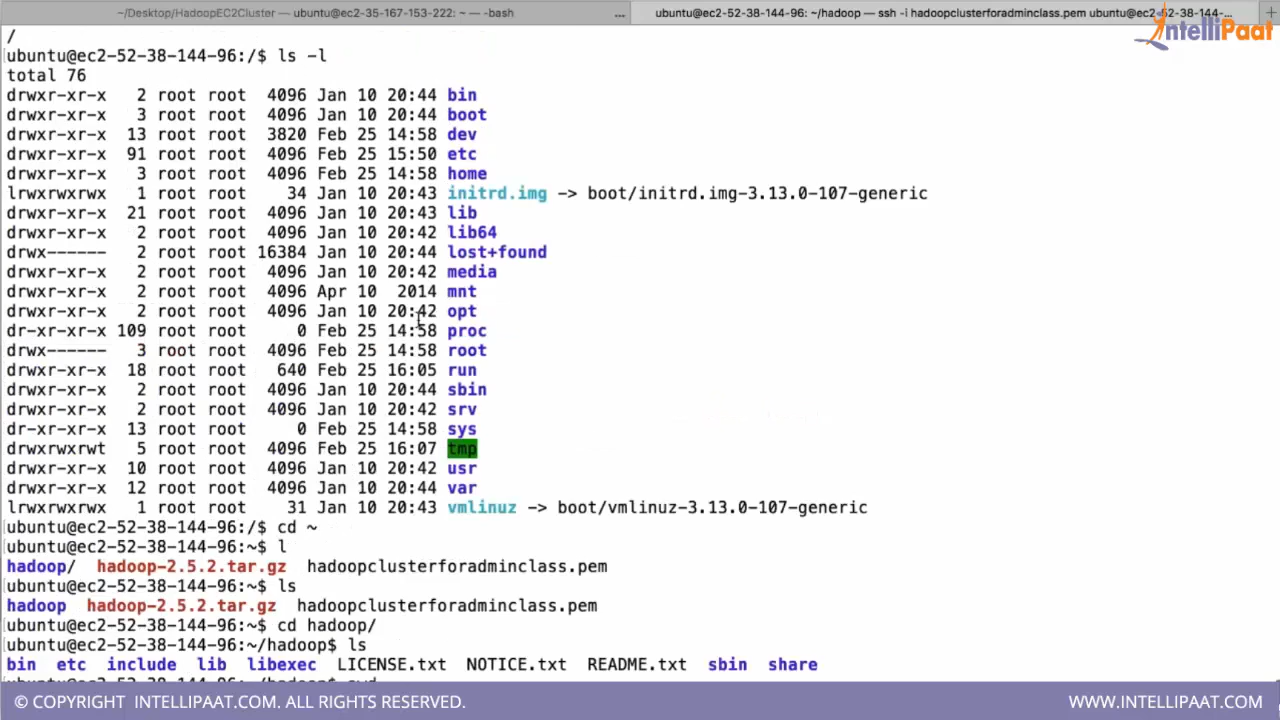 ~/Desktop/HadoopEC2Cluster — ubuntu@ec2-35-167-153-222: ~ — -bash ... ubuntu@ec2-52-38-144-96: ~/hadoop — ssh -i hadoopclusterforadminclass.pem ubuntu@ec2-52-38-144-... +
IntelliPaat
/
ubuntu@ec2-52-38-144-96:/$ ls -l
total 76
drwxr-xr-x 2 root root 4096 Jan 10 20:44 bin
drwxr-xr-x 3 root root 4096 Jan 10 20:44 boot
drwxr-xr-x 13 root root 3820 Feb 25 14:58 dev
drwxr-xr-x 91 root root 4096 Feb 25 15:50 etc
drwxr-xr-x 3 root root 4096 Feb 25 14:58 home
lrwxrwxrwx 1 root root 34 Jan 10 20:43 initrd.img -> boot/initrd.img-3.13.0-107-generic
drwxr-xr-x 21 root root 4096 Jan 10 20:43 lib
drwxr-xr-x 2 root root 4096 Jan 10 20:42 lib64
drwx------ 2 root root 16384 Jan 10 20:44 lost+found
drwxr-xr-x 2 root root 4096 Jan 10 20:42 media
drwxr-xr-x 2 root root 4096 Apr 10 2014 mnt
drwxr-xr-x 2 root root 4096 Jan 10 20:42 opt
dr-xr-xr-x 109 root root 0 Feb 25 14:58 proc
drwx------ 3 root root 4096 Feb 25 14:58 root
drwxr-xr-x 18 root root 640 Feb 25 16:05 run
drwxr-xr-x 2 root root 4096 Jan 10 20:44 sbin
drwxr-xr-x 2 root root 4096 Jan 10 20:42 srv
dr-xr-xr-x 13 root root 0 Feb 25 14:58 sys
drwxrwxrwt 5 root root 4096 Feb 25 16:07 tmp
drwxr-xr-x 10 root root 4096 Jan 10 20:42 usr
drwxr-xr-x 12 root root 4096 Jan 10 20:44 var
lrwxrwxrwx 1 root root 31 Jan 10 20:43 vmlinuz -> boot/vmlinuz-3.13.0-107-generic
ubuntu@ec2-52-38-144-96:/$ cd ~
ubuntu@ec2-52-38-144-96:~$ l
hadoop/ hadoop-2.5.2.tar.gz hadoopclusterforadminclass.pem
ubuntu@ec2-52-38-144-96:~$ ls
hadoop hadoop-2.5.2.tar.gz hadoopclusterforadminclass.pem
ubuntu@ec2-52-38-144-96:~$ cd hadoop/
ubuntu@ec2-52-38-144-96:~/hadoop$ ls
bin etc include lib libexec LICENSE.txt NOTICE.txt README.txt sbin share
© COPYRIGHT INTELLIPAAT.COM. ALL RIGHTS RESERVED. WWW.INTELLIPAAT.COM